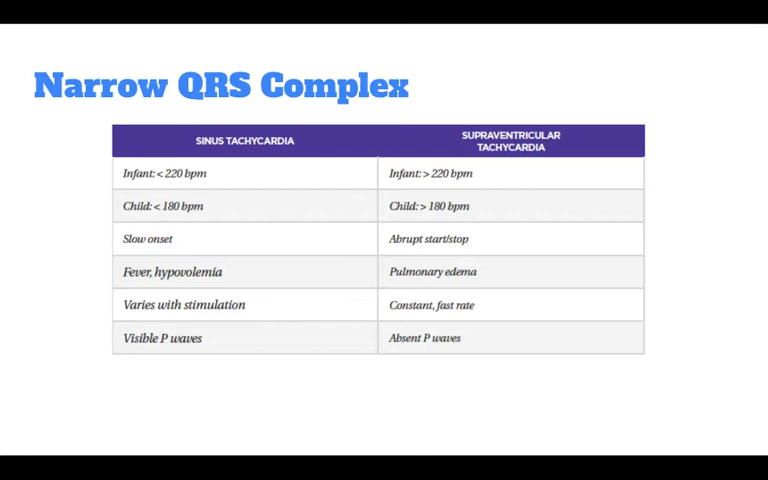 Narrow QRS Complex
SINUS TACHYCARDIA
SUPRAVENTRICULAR
TACHYCARDIA
Infant: < 220 bpm
Infant: > 220 bpm
Child: < 180 bpm
Child: > 180 bpm
Slow onset
Abrupt start/stop
Fever, hypovolemia
Pulmonary edema
Varies with stimulation
Constant, fast rate
Visible P waves
Absent P waves